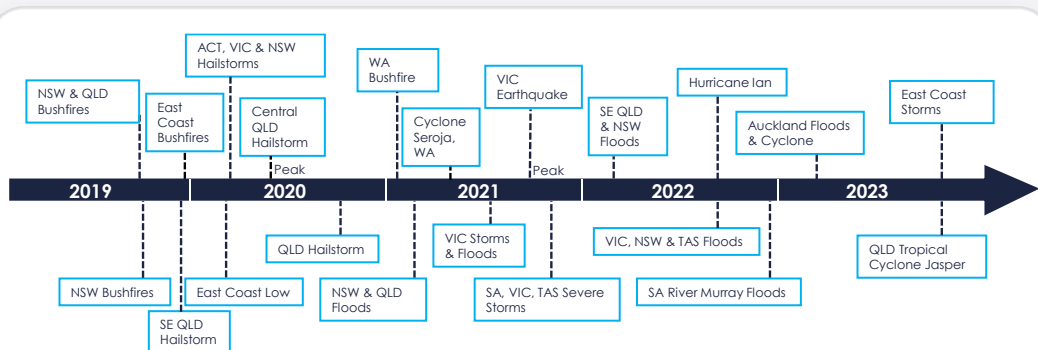 ACT, VIC & NSW
Hailstorms
WA
Bushfire
VIC
Earthquake
Hurricane Ian
NSW & QLD
Bushfires
East
Coast
Bushfires
Central
QLD
Hailstorm
Cyclone
Seroja,
WA
SE QLD
& NSW
Floods
Auckland Floods
& Cyclone
East Coast
Storms
Peak
Peak
2019
2020
2021
2022
2023
QLD Hailstorm
VIC Storms
& Floods
VIC, NSW & TAS Floods
QLD Tropical
Cyclone Jasper
NSW Bushfires
East Coast Low
NSW & QLD
Floods
SA, VIC, TAS Severe
Storms
SA River Murray Floods
SE QLD
Hailstorm